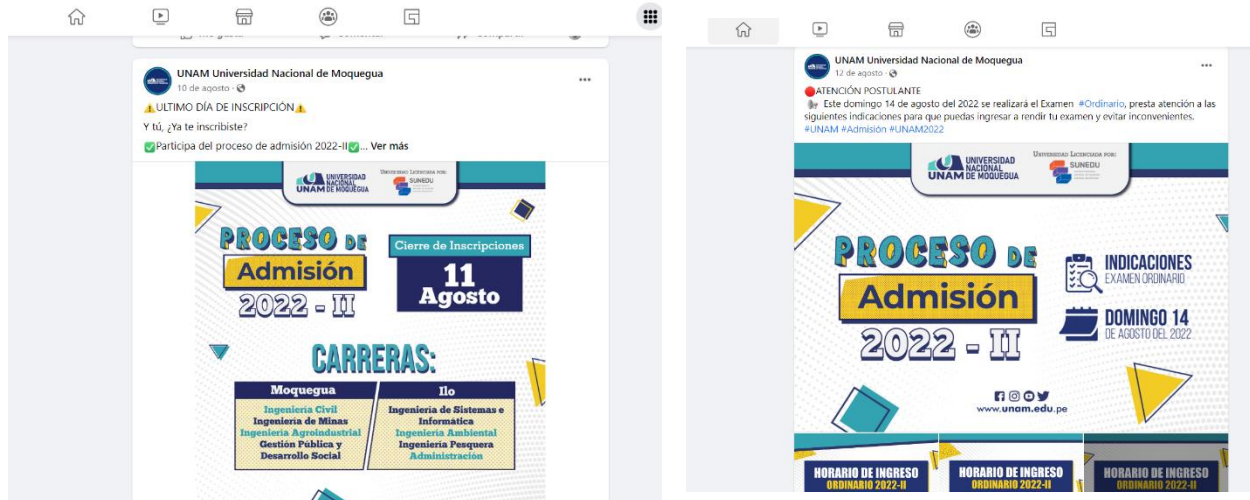 UNAM Universidad Nacional de Moquegua
10 de agosto
⚠️ULTIMO DÍA DE INSCRIPCIÓN⚠️
Y tú, ¿Ya te inscribiste?
✅Participa del proceso de admisión 2022-II✅... Ver más
UNAM UNIVERSIDAD NACIONAL DE MOQUEGUA
UNIVERSIDAD LICENCIADA POR:
SUNEDU
PROCESO DE
Admisión
2022 - II
Cierre de Inscripciones
11
Agosto
CARRERAS:
Moquegua
Ingeniería Civil
Ingeniería de Minas
Ingeniería Agroindustrial
Gestión Pública y
Desarrollo Social
Ilo
Ingeniería de Sistemas e
Informática
Ingeniería Ambiental
Ingeniería Pesquera
Administración
UNAM Universidad Nacional de Moquegua
12 de agosto
🔴ATENCIÓN POSTULANTE
Este domingo 14 de agosto del 2022 se realizará el Examen #Ordinario, presta atención a las
siguientes indicaciones para que puedas ingresar a rendir tu examen y evitar inconvenientes.
#UNAM #Admisión #UNAM2022
UNAM UNIVERSIDAD NACIONAL DE MOQUEGUA
UNIVERSIDAD LICENCIADA POR:
SUNEDU
PROCESO DE
Admisión
2022 - II
INDICACIONES
EXAMEN ORDINARIO
DOMINGO 14
DE AGOSTO DEL 2022
www.unam.edu.pe
HORARIO DE INGRESO
ORDINARIO 2022-II
HORARIO DE INGRESO
ORDINARIO 2022-II
HORARIO DE INGRESO
ORDINARIO 2022-II